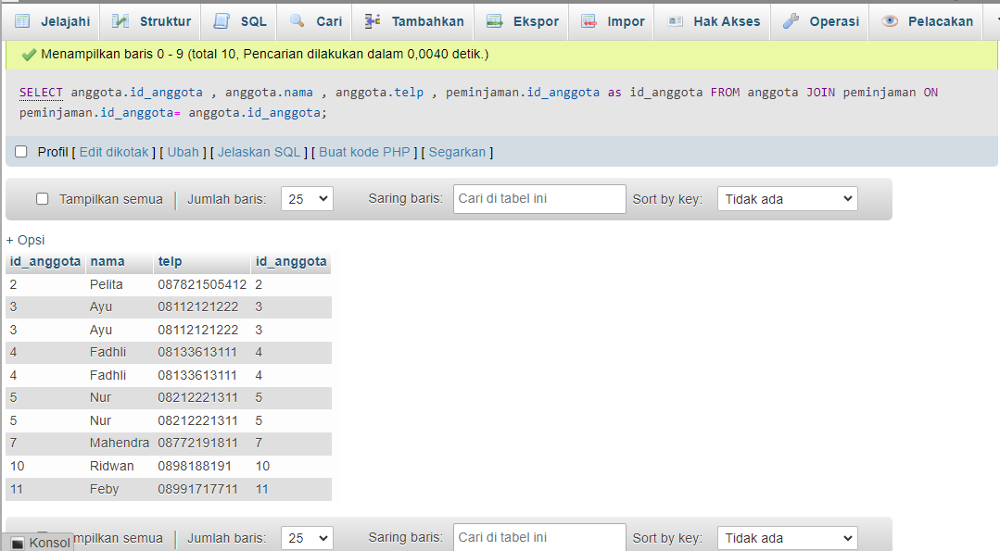 Jelajahi Struktur SQL Cari Tambahkan Ekspor Impor Hak Akses Operasi Pelacakan
Menampilkan baris 0 - 9 (total 10, Pencarian dilakukan dalam 0,0040 detik.)
SELECT anggota.id_anggota , anggota.nama , anggota.telp , peminjaman.id_anggota as id_anggota FROM anggota JOIN peminjaman ON
peminjaman.id_anggota= anggota.id_anggota;
Profil [ Edit dikotak ] [ Ubah ] [ Jelaskan SQL ] [ Buat kode PHP ] [ Segarkan ]
Tampilkan semua Jumlah baris: 25 Saring baris: Cari di tabel ini Sort by key: Tidak ada
+ Opsi
id_anggota nama telp id_anggota
2 Pelita 087821505412 2
3 Ayu 08112121222 3
3 Ayu 08112121222 3
4 Fadhli 08133613111 4
4 Fadhli 08133613111 4
5 Nur 08212221311 5
5 Nur 08212221311 5
7 Mahendra 08772191811 7
10 Ridwan 0898188191 10
11 Feby 08991717711 11
Konsol mpilkan semua Jumlah baris: 25 Saring baris: Cari di tabel ini Sort by key: Tidak ada